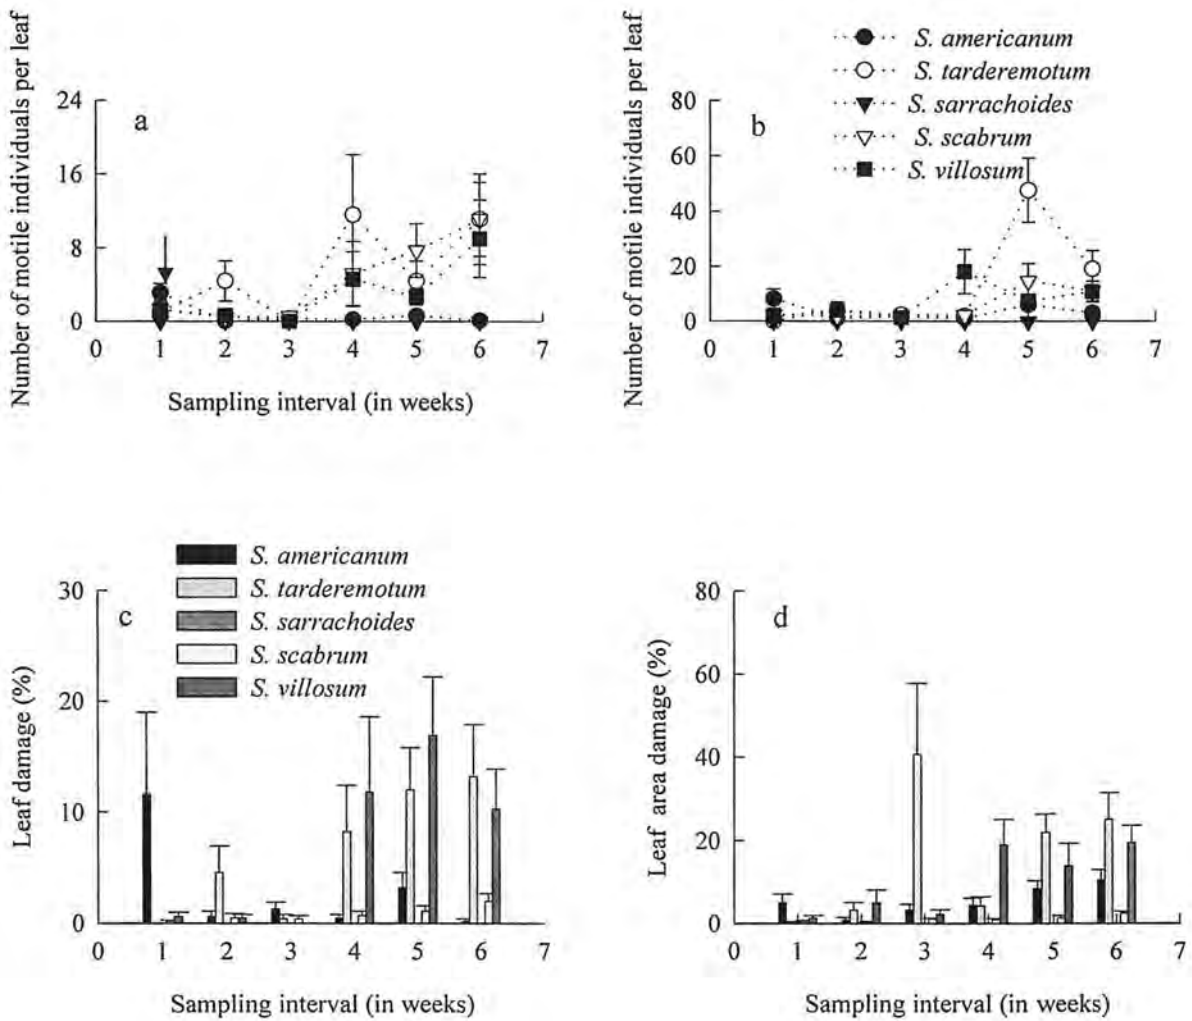 Number of motile individuals per leaf
24
16
8
0
a
0 1 2 3 4 5 6 7
Sampling interval (in weeks)
Number of motile individuals per leaf
80
60
40
20
0
b
S. americanum
S. tarderemotum
S. sarrachoides
S. scabrum
S. villosum
0 1 2 3 4 5 6 7
Leaf damage (%)
30
20
10
0
c
S. americanum
S. tarderemotum
S. sarrachoides
S. scabrum
S. villosum
0 1 2 3 4 5 6 7
Sampling interval (in weeks)
Leaf area damage (%)
80
60
40
20
0
d
0 1 2 3 4 5 6 7
Sampling interval (in weeks)